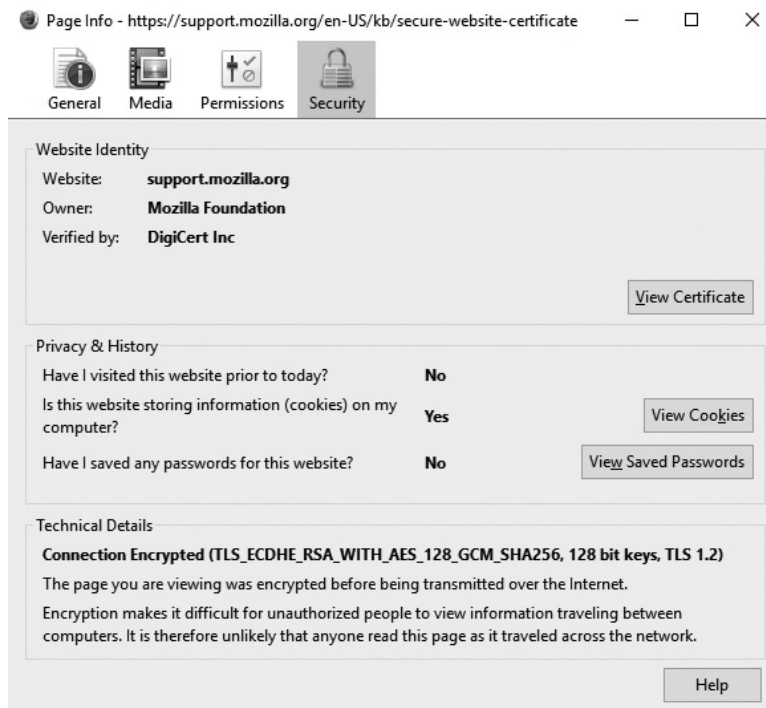 Page Info - https://support.mozilla.org/en-US/kb/secure-website-certificate
General Media Permissions Security
Website Identity
Website: support.mozilla.org
Owner: Mozilla Foundation
Verified by: DigiCert Inc
View Certificate
Privacy & History
Have I visited this website prior to today? No
Is this website storing information (cookies) on my
computer? Yes View Cookies
Have I saved any passwords for this website? No View Saved Passwords
Technical Details
Connection Encrypted (TLS_ECDHE_RSA_WITH_AES_128_GCM_SHA256, 128 bit keys, TLS 1.2)
The page you are viewing was encrypted before being transmitted over the Internet.
Encryption makes it difficult for unauthorized people to view information traveling between
computers. It is therefore unlikely that anyone read this page as it traveled across the network.
Help